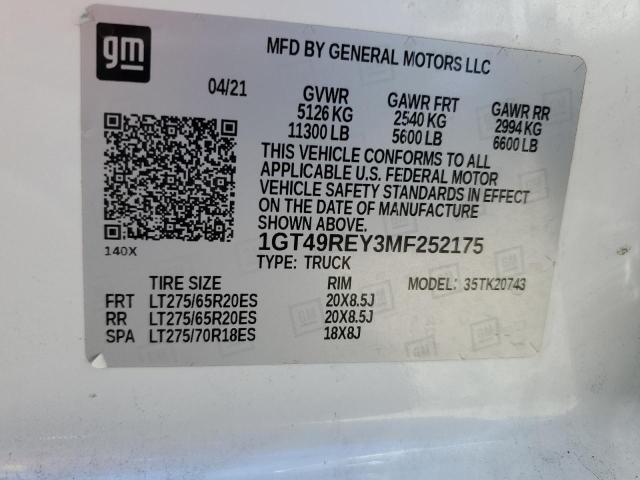 gm
MFD BY GENERAL MOTORS LLC
04/21
GVWR GAWR FRT GAWR RR
5126 KG 2540 KG 2994 KG
11300 LB 5600 LB 6600 LB
THIS VEHICLE CONFORMS TO ALL
APPLICABLE U.S. FEDERAL MOTOR
VEHICLE SAFETY STANDARDS IN EFFECT
ON THE DATE OF MANUFACTURE
SHOWN ABOVE.
1GT49REY3MF252175
140X
TYPE: TRUCK
TIRE SIZE RIM MODEL: 35TK20743
FRT LT275/65R20ES 20X8.5J
RR LT275/65R20ES 20X8.5J
SPA LT275/70R18ES 18X8J